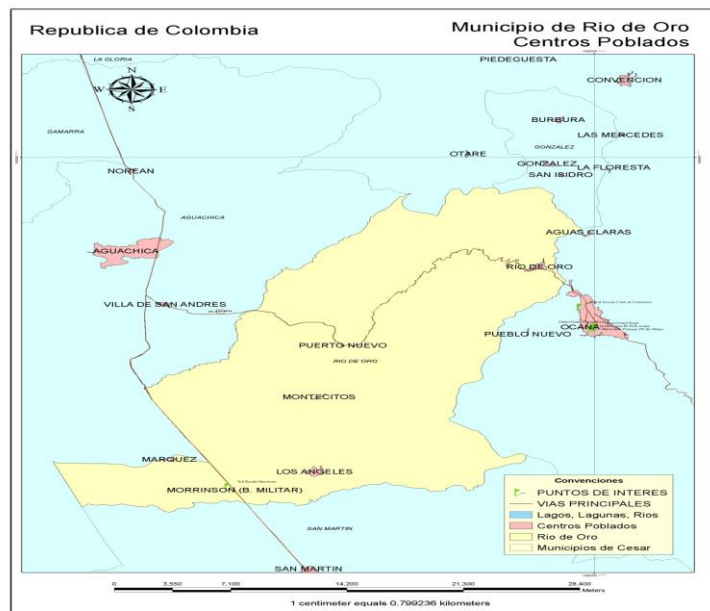 Republica de Colombia
Municipio de Rio de Oro
Centros Poblados
LA GLORIA
PIEDEGUESTA
N
W
E
S
CONVENCION
BURBURA
GAMARRA
LAS MERCEDES
GONZALEZ
OTARE
GONZALEZ
LA FLORESTA
NOREAN
SAN ISIDRO
AGUACHICA
AGUAS CLARAS
AGUACHICA
RIO DE ORO
VILLA DE SAN ANDRES
OCAÑA
PUEBLO NUEVO
PUERTO NUEVO
RIO DE ORO
MONTECITOS
MARQUEZ
LOS ANGELES
MORRINSON (B. MILITAR)
SAN MARTIN
SAN MARTIN
Convenciones
PUNTOS DE INTERES
VIAS PRINCIPALES
Lagos, Lagunas, Rios
Centros Poblados
Rio de Oro
Municipios de Cesar
0 3,550 7,100 14,200 21,300 28,400
Meters
1 centimeter equals 0.799236 kilometers